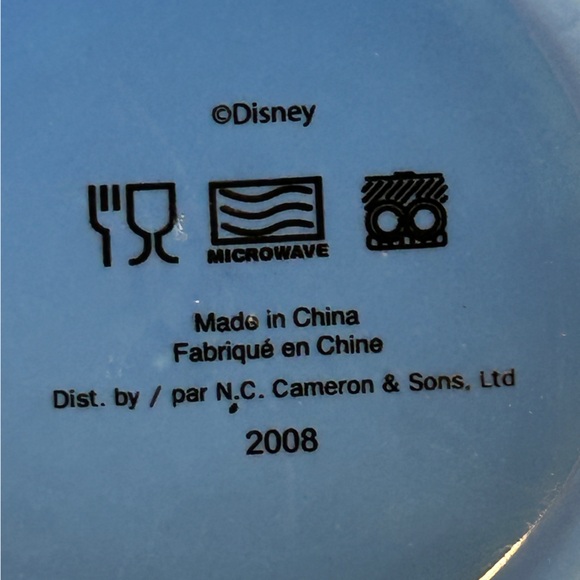 ©Disney
MICROWAVE
Made in China
Fabriqué en Chine
Dist. by / par N.C. Cameron & Sons, Ltd
2008